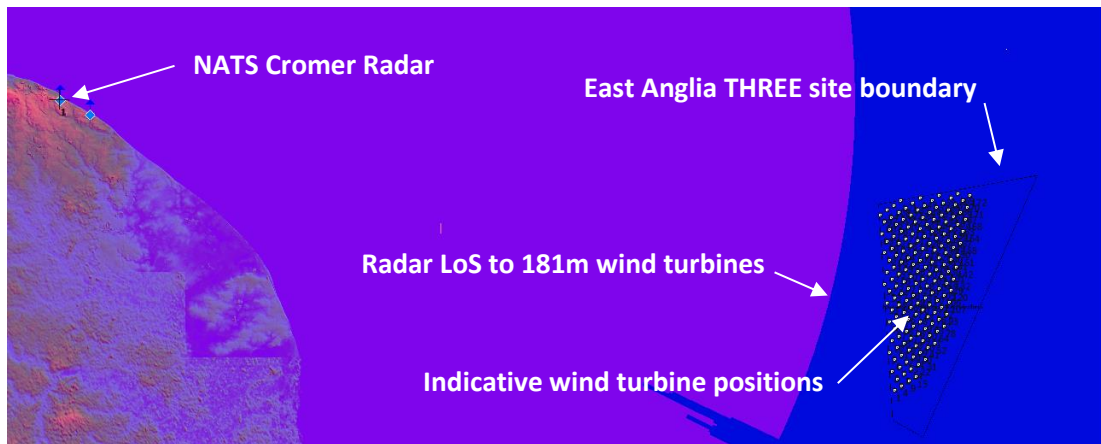 NATS Cromer Radar
East Anglia THREE site boundary
Radar LoS to 181m wind turbines
Indicative wind turbine positions